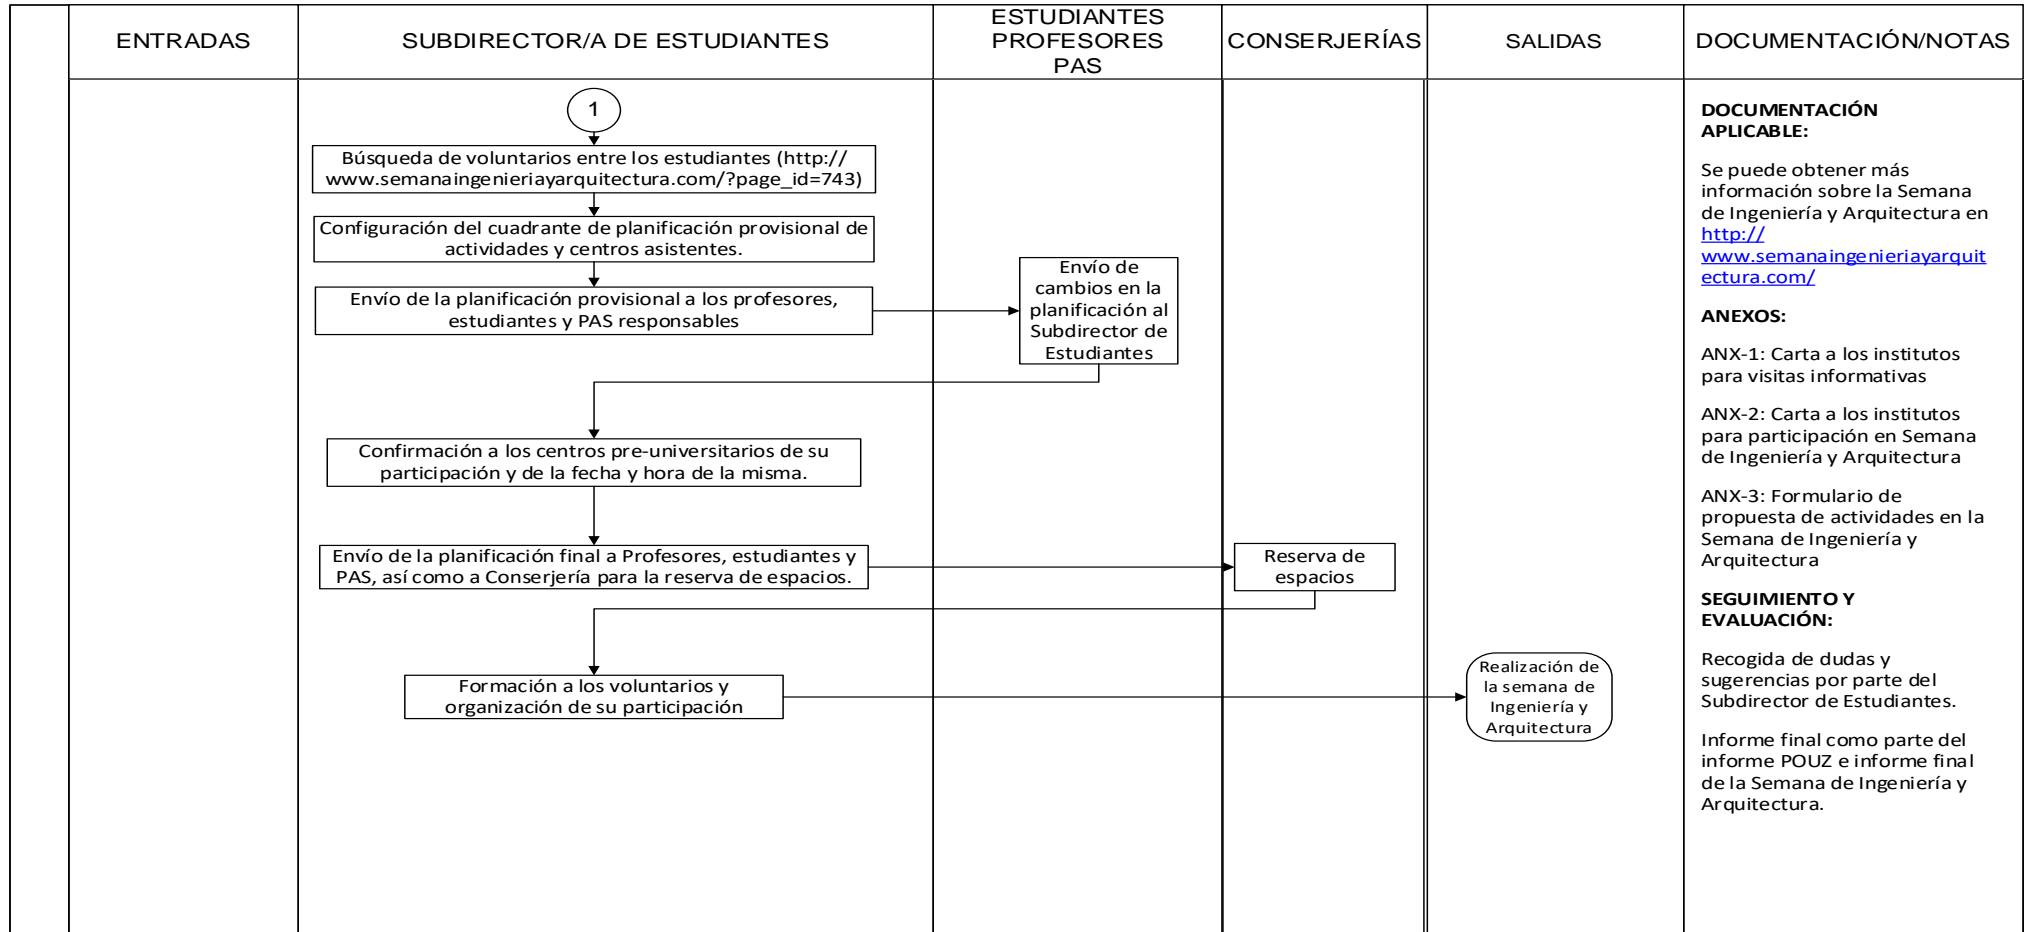 ENTRADAS
SUBDIRECTOR/A DE ESTUDIANTES
ESTUDIANTES
PROFESORES
PAS
CONSERJERÍAS
SALIDAS
DOCUMENTACIÓN/NOTAS
1
Búsqueda de voluntarios entre los estudiantes (http://
www.semanaingenieriayarquitectura.com/?page_id=743)
Configuración del cuadrante de planificación provisional de
actividades y centros asistentes.
Envío de la planificación provisional a los profesores,
estudiantes y PAS responsables
Envío de
cambios en la
planificación al
Subdirector de
Estudiantes
Confirmación a los centros pre-universitarios de su
participación y de la fecha y hora de la misma.
Envío de la planificación final a Profesores, estudiantes y
PAS, así como a Conserjería para la reserva de espacios.
Reserva de
espacios
Formación a los voluntarios y
organización de su participación
Realización de
la semana de
Ingeniería y
Arquitectura
DOCUMENTACIÓN
APLICABLE:
Se puede obtener más
información sobre la Semana
de Ingeniería y Arquitectura en
http://
www.semanaingenieriayarquit
ectura.com/
ANEXOS:
ANX-1: Carta a los institutos
para visitas informativas
ANX-2: Carta a los institutos
para participación en Semana
de Ingeniería y Arquitectura
ANX-3: Formulario de
propuesta de actividades en la
Semana de Ingeniería y
Arquitectura
SEGUIMIENTO Y
EVALUACIÓN:
Recogida de dudas y
sugerencias por parte del
Subdirector de Estudiantes.
Informe final como parte del
informe POUZ e informe final
de la Semana de Ingeniería y
Arquitectura.